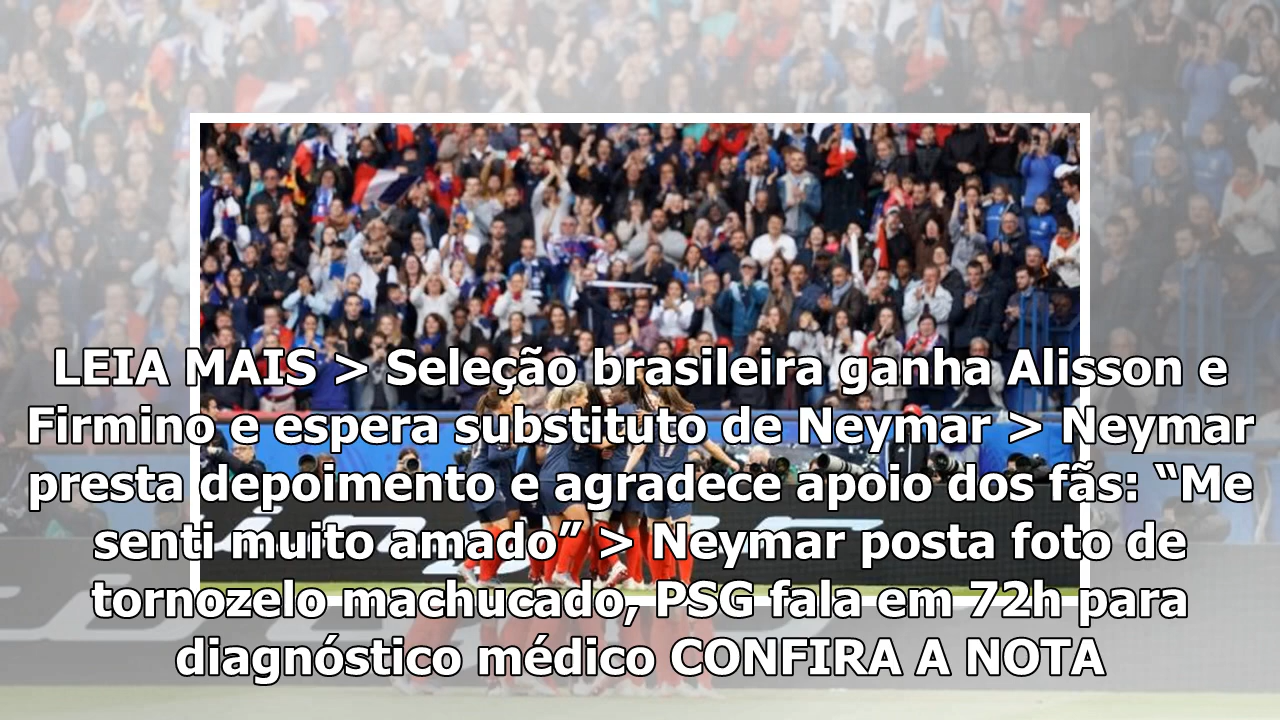 LEIA MAIS > Seleção brasileira ganha Alisson e
Firmino e espera substituto de Neymar > Neymar
presta depoimento e agradece apoio dos fãs: “Me
senti muito amado” > Neymar posta foto de
tornozelo machucado, PSG fala em 72h para
diagnóstico médico CONFIRA A NOTA
17